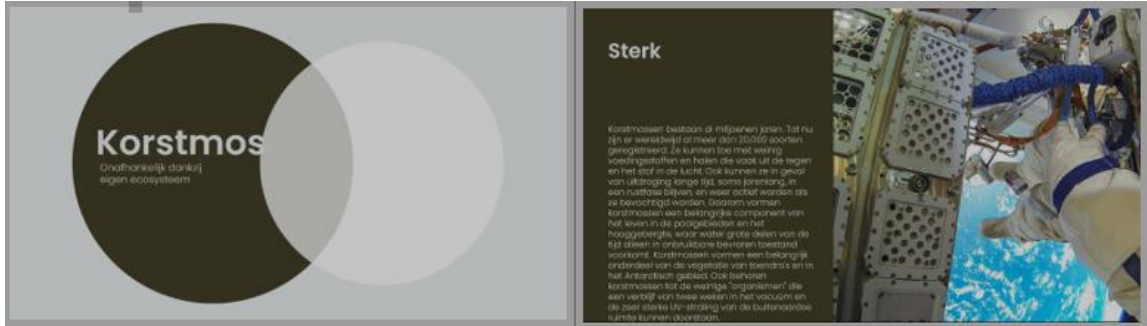 Korstmos
Onafhankelijk dankzij
eigen ecosysteem
Sterk
Korstmossen bestaan al miljoenen jaren. Tot nu
zijn er wereldwijd al meer dan 20.000 soorten
geregistreerd. Ze kunnen toe met weinig
voedingsstoffen en halen die vaak uit de regen
en het stof in de lucht. Ook kunnen ze in geval
van uitdroging lange tijd, soms jarenlang, in
een rustfase blijven, en weer actief worden als
ze bevochtigd worden. Daarom vormen
korstmossen een belangrijke component van
het leven in de poolgebieden en het
hooggebergte, waar water grote delen van de
tijd alleen in onbruikbare bevroren toestand
voorkomt. Korstmossen vormen een belangrijk
onderdeel van de vegetatie van toendra's en in
het Antarctisch gebied. Ook behoren
korstmossen tot de weinige "organismen" die
een verblijf van twee weken in het vacuüm en
de zeer sterke UV-straling van de buitenaardse
ruimte kunnen doorstaan.